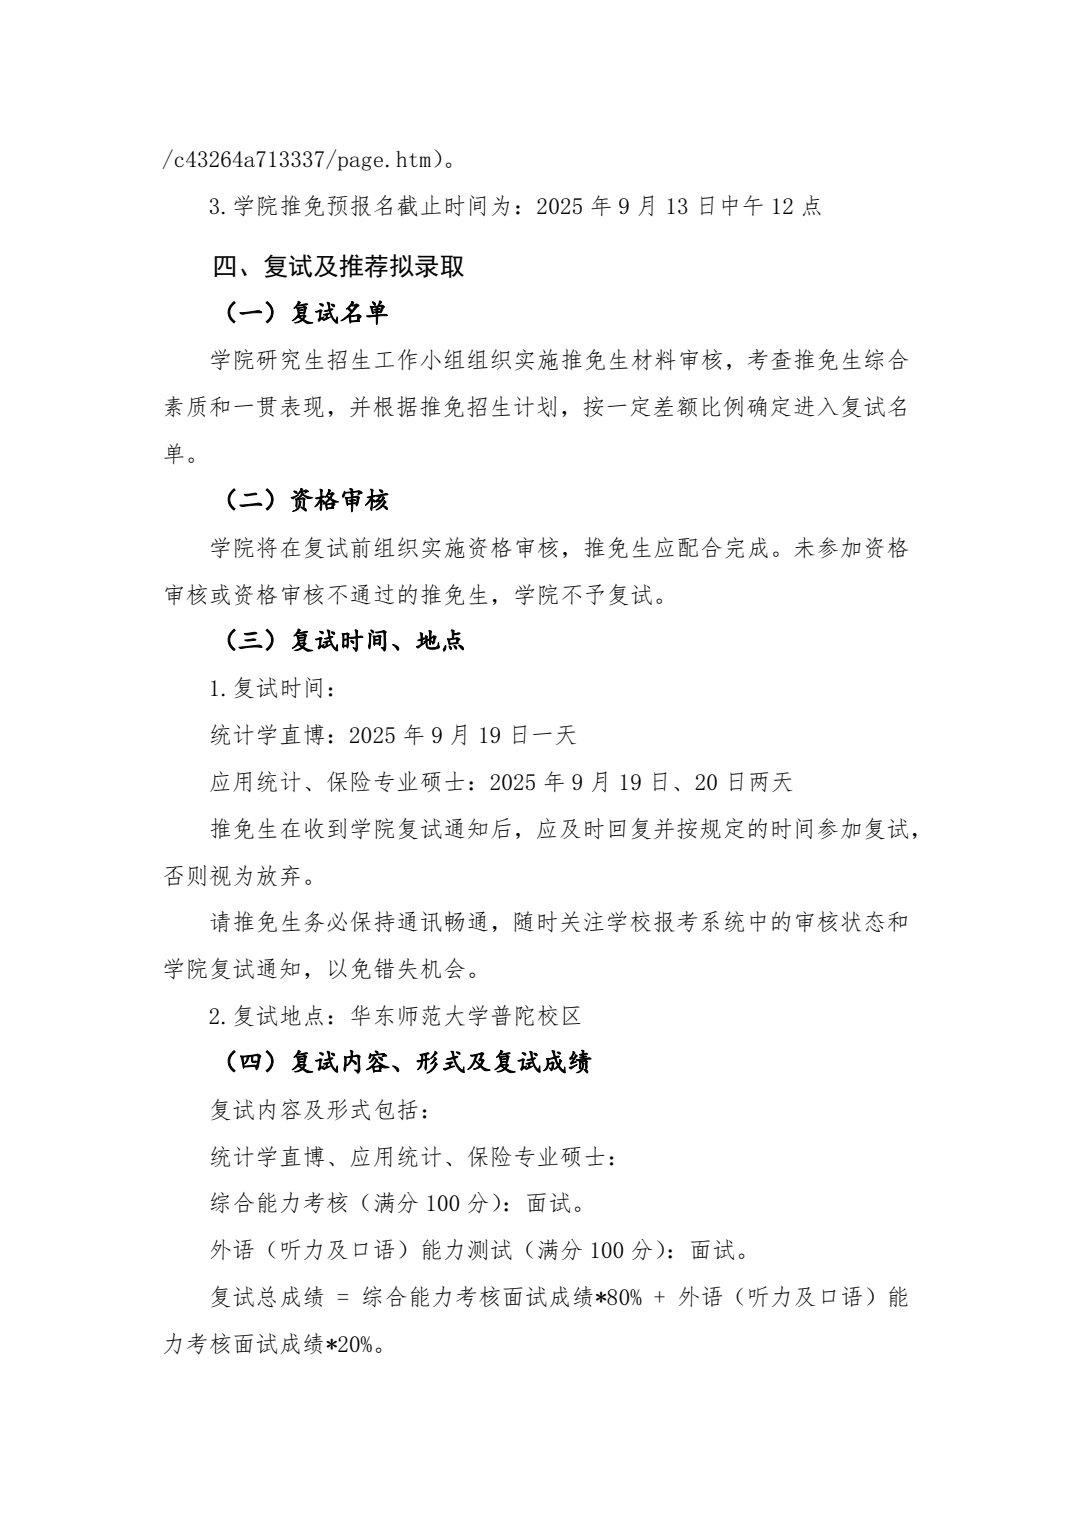 /c43264a713337/page.htm)。
3.学院推免预报名截止时间为：2025 年 9 月 13 日中午 12 点
四、复试及推荐拟录取
（一）复试名单
学院研究生招生工作小组组织实施推免生材料审核，考查推免生综合
素质和一贯表现，并根据推免招生计划，按一定差额比例确定进入复试名
单。
（二）资格审核
学院将在复试前组织实施资格审核，推免生应配合完成。未参加资格
审核或资格审核不通过的推免生，学院不予复试。
（三）复试时间、地点
1.复试时间：
统计学直博：2025 年 9 月 19 日一天
应用统计、保险专业硕士：2025 年 9 月 19 日、20 日两天
推免生在收到学院复试通知后，应及时回复并按规定的时间参加复试，
否则视为放弃。
请推免生务必保持通讯畅通，随时关注学校报考系统中的审核状态和
学院复试通知，以免错失机会。
2.复试地点：华东师范大学普陀校区
（四）复试内容、形式及复试成绩
复试内容及形式包括：
统计学直博、应用统计、保险专业硕士：
综合能力考核（满分 100 分）：面试。
外语（听力及口语）能力测试（满分 100 分）：面试。
复试总成绩 = 综合能力考核面试成绩*80% + 外语（听力及口语）能
力考核面试成绩*20%。